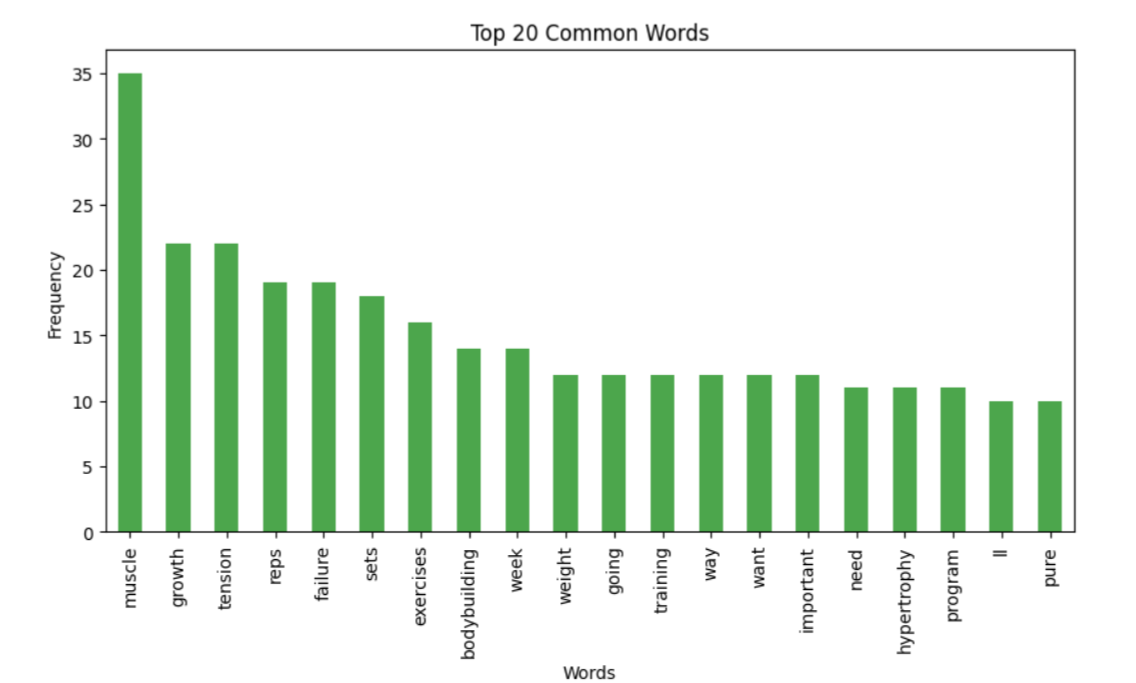 Top 20 Common Words
Frequency
35
30
25
20
15
10
5
0
muscle
growth
tension
reps
failure
sets
exercises
bodybuilding
week
weight
going
training
way
want
important
need
hypertrophy
program
ll
pure
Words